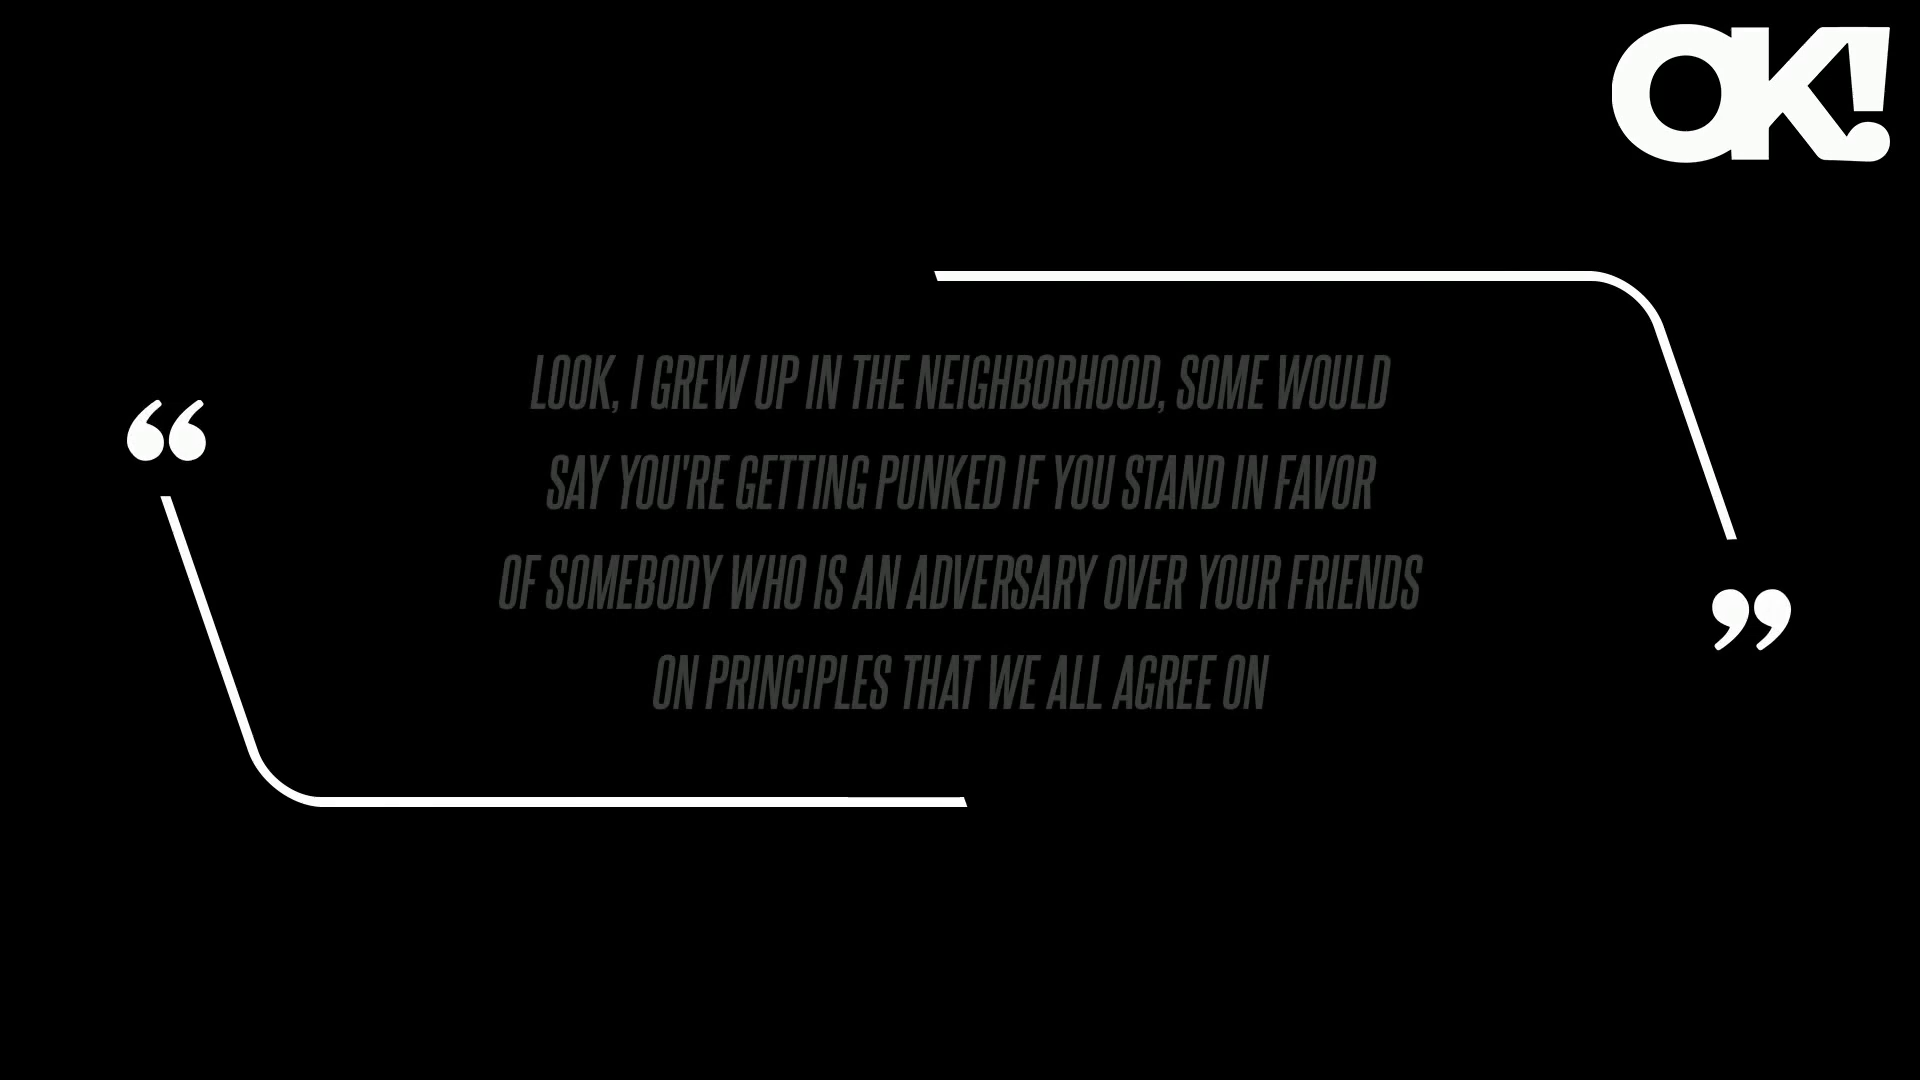 OK!
“
LOOK, I GREW UP IN THE NEIGHBORHOOD, SOME WOULD
SAY YOU'RE GETTING PUNKED IF YOU STAND IN FAVOR
OF SOMEBODY WHO IS AN ADVERSARY OVER YOUR FRIENDS
ON PRINCIPLES THAT WE ALL AGREE ON
”